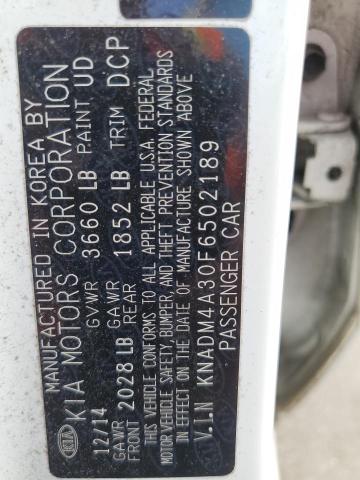 MANUFACTURED IN KOREA BY
KIA KIA MOTORS CORPORATION
12/14 GVWR 3660 LB PAINT UD
GAWR FRONT 2028 LB GAWR REAR 1852 LB TRIM DCP
THIS VEHICLE CONFORMS TO ALL APPLICABLE U.S.A. FEDERAL
MOTOR VEHICLE SAFETY, BUMPER, AND THEFT PREVENTION STANDARDS
IN EFFECT ON THE DATE OF MANUFACTURE SHOWN ABOVE
V.I.N KNADM4A30F6502189
PASSENGER CAR